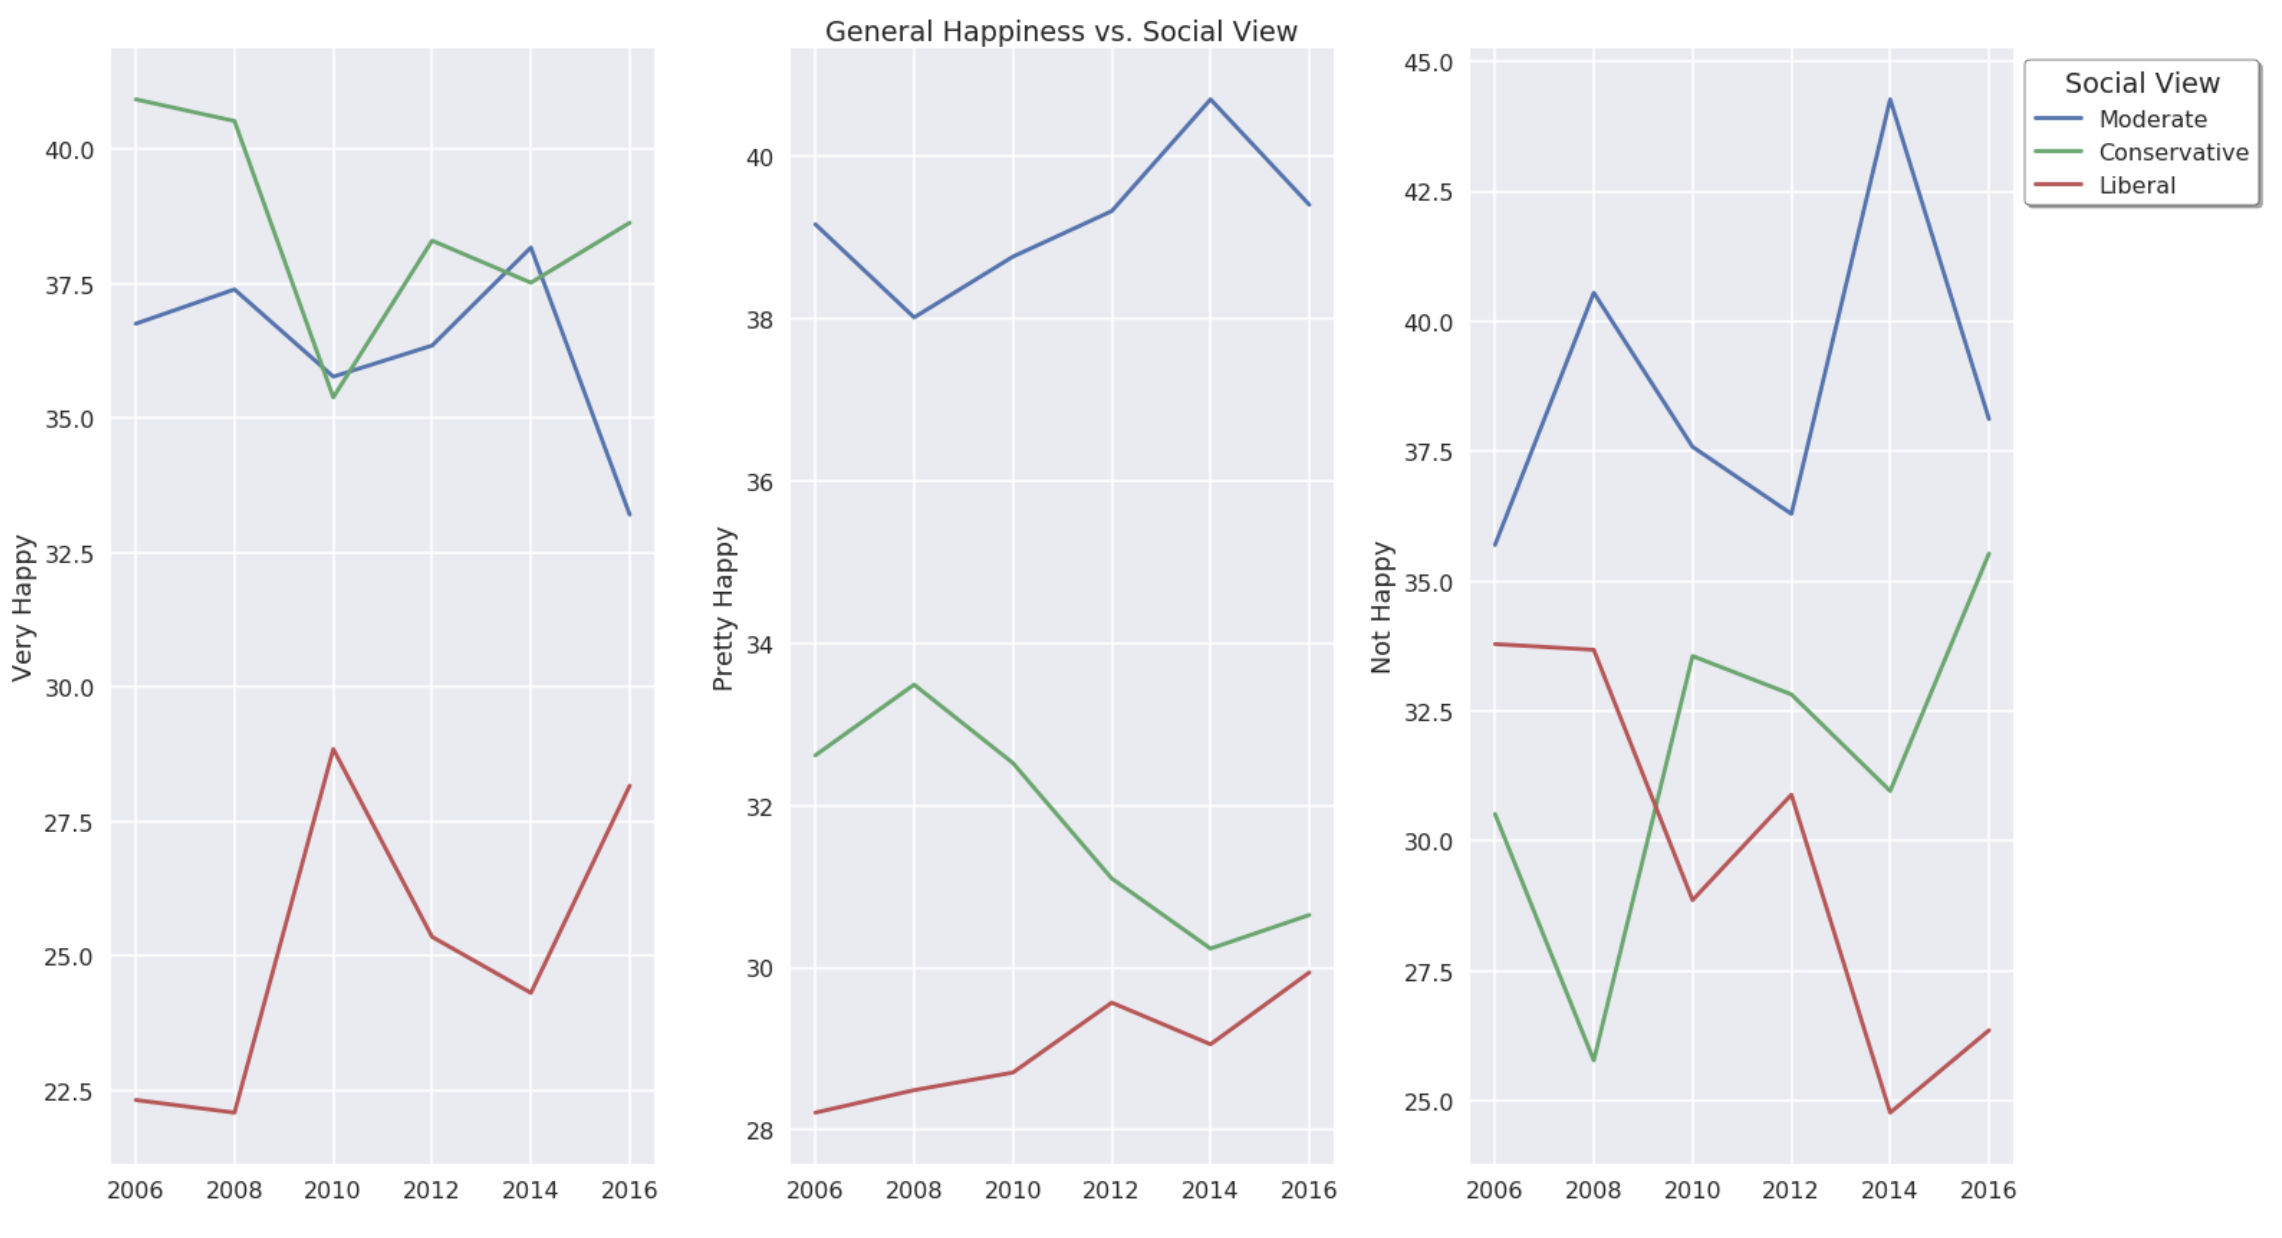 General Happiness vs. Social View
Very Happy
40.0
37.5
35.0
32.5
30.0
27.5
25.0
22.5
2006 2008 2010 2012 2014 2016
Pretty Happy
40
38
36
34
32
30
28
2006 2008 2010 2012 2014 2016
Not Happy
45.0
42.5
40.0
37.5
35.0
32.5
30.0
27.5
25.0
2006 2008 2010 2012 2014 2016
Social View
Moderate
Conservative
Liberal